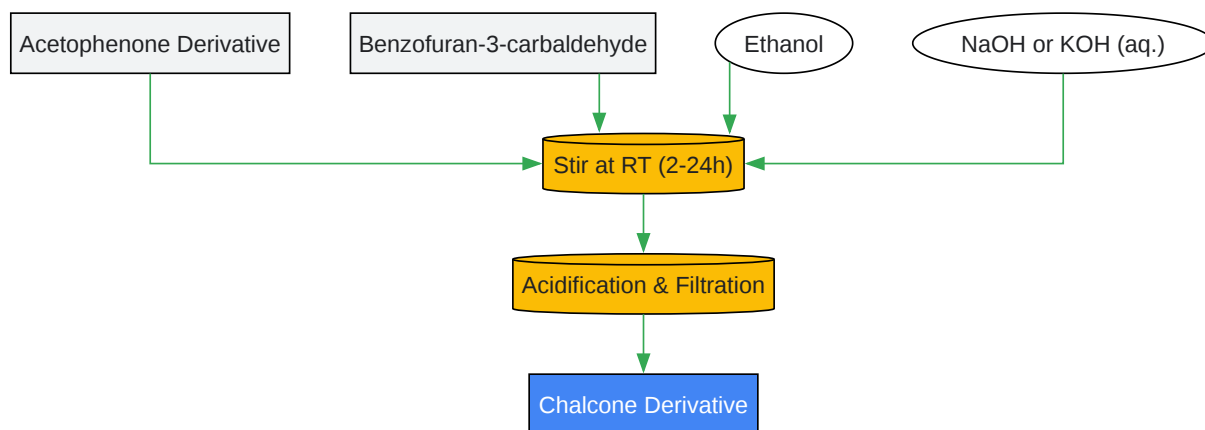 Acetophenone Derivative
Benzofuran-3-carbaldehyde
Ethanol
NaOH or KOH (aq.)
Stir at RT (2-24h)
Acidification & Filtration
Chalcone Derivative